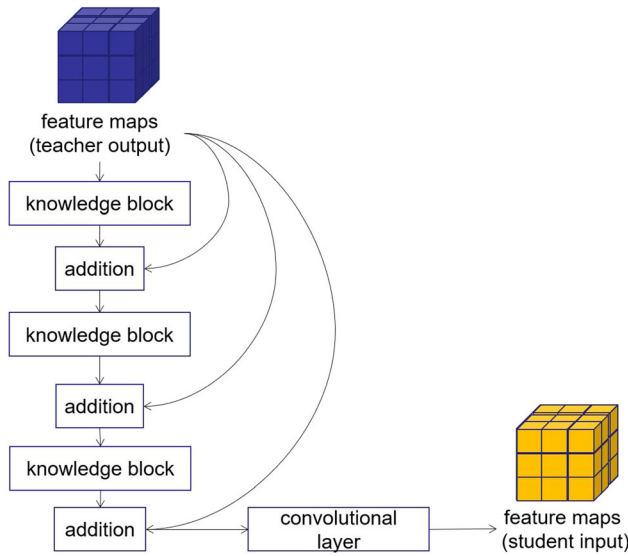 feature maps
(teacher output)
knowledge block
addition
knowledge block
addition
knowledge block
addition
convolutional
layer
feature maps
(student input)